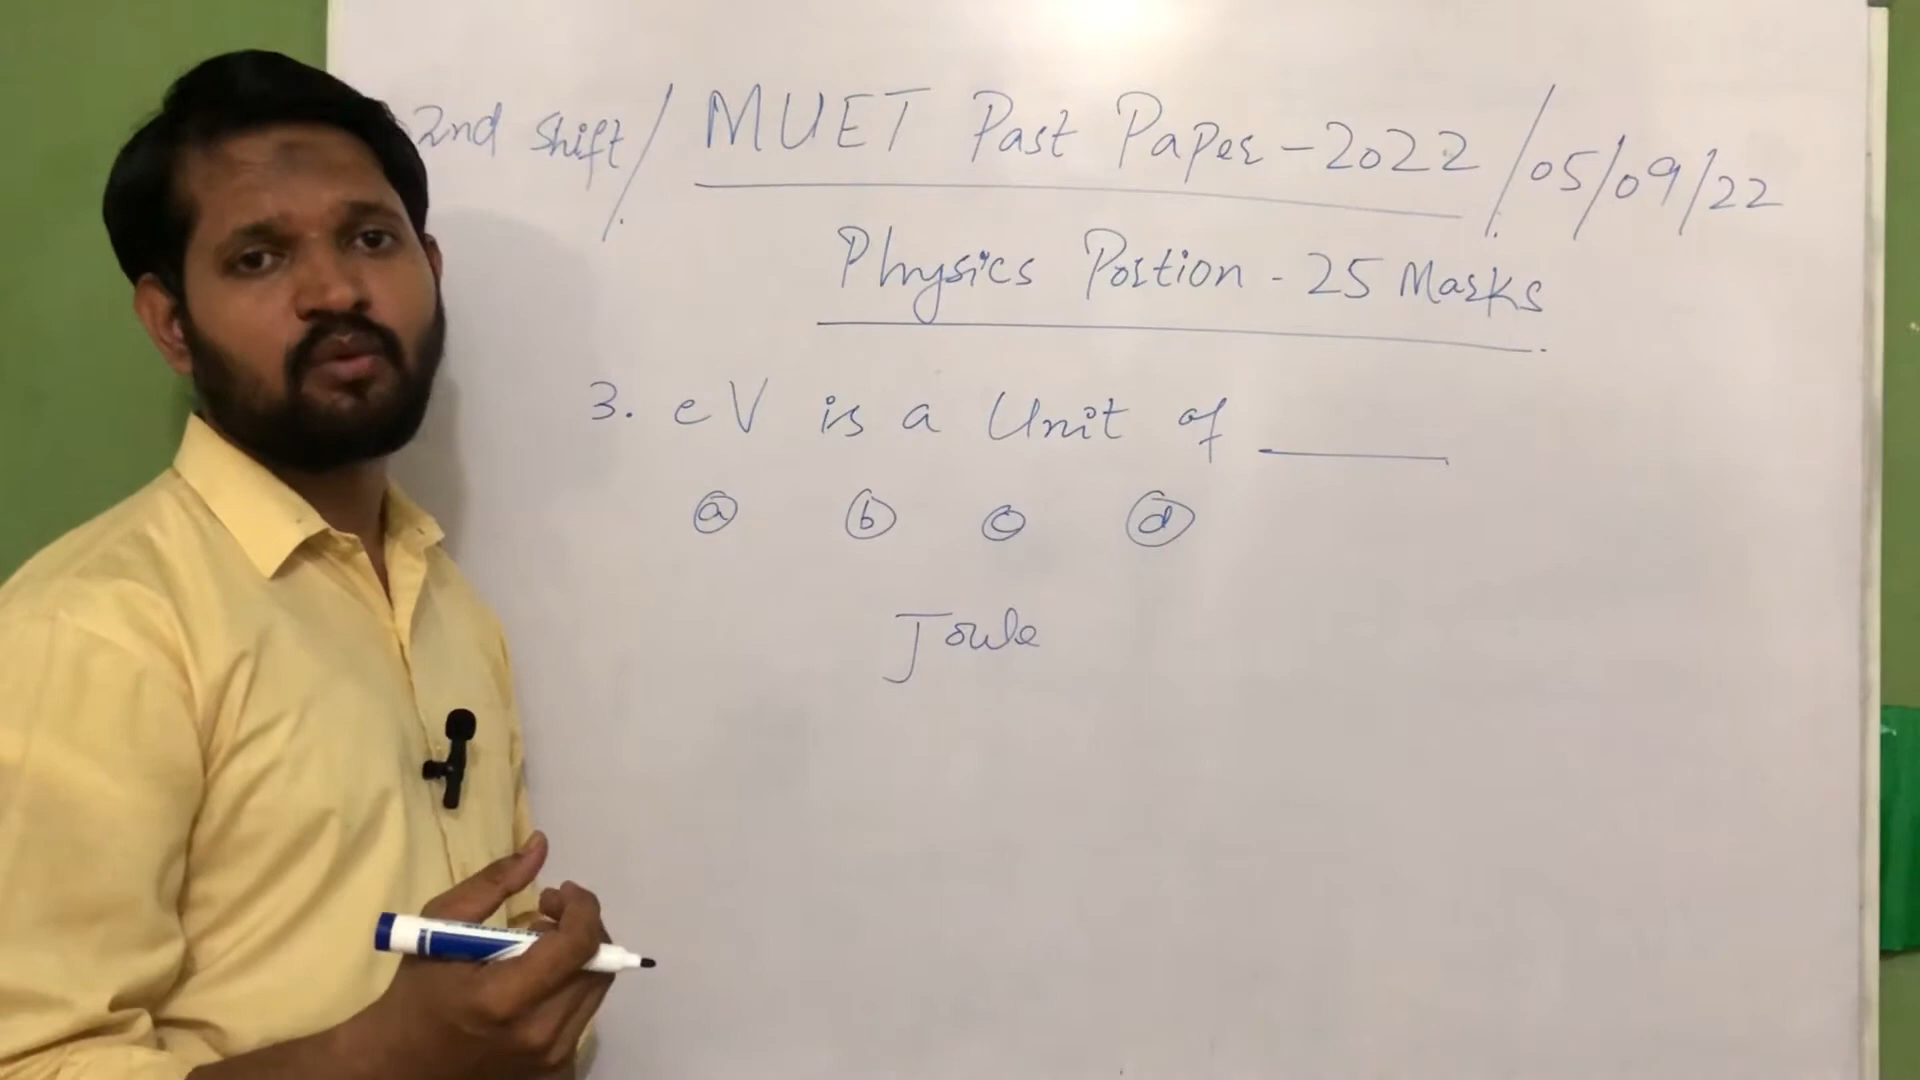 2nd Shift / MUET Past Paper - 2022 / 05/09/22
Physics Portion - 25 Marks
3. eV is a Unit of ______
a b c d
Joule